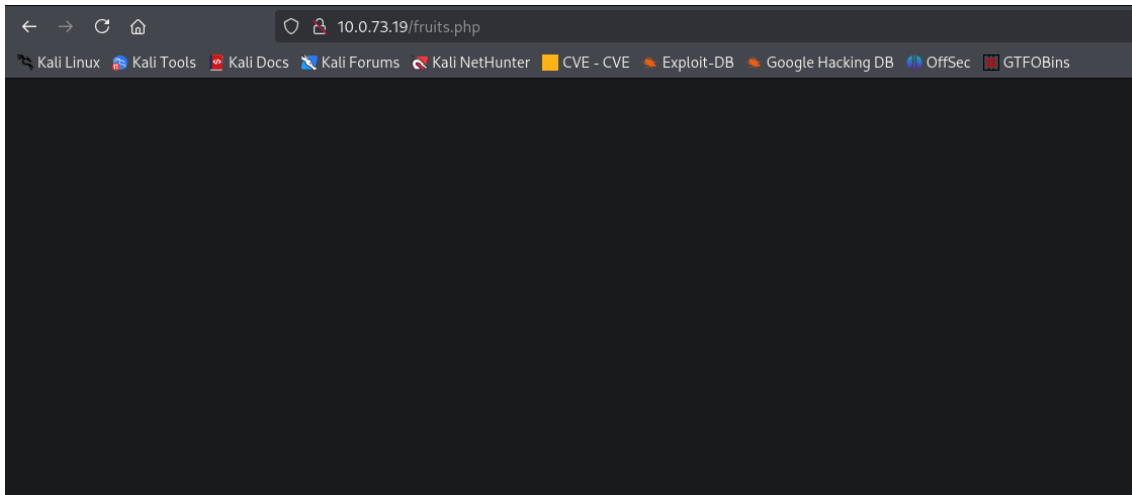 10.0.73.19/fruits.php
Kali Linux Kali Tools Kali Docs Kali Forums Kali NetHunter CVE - CVE Exploit-DB Google Hacking DB OffSec GTFOBins